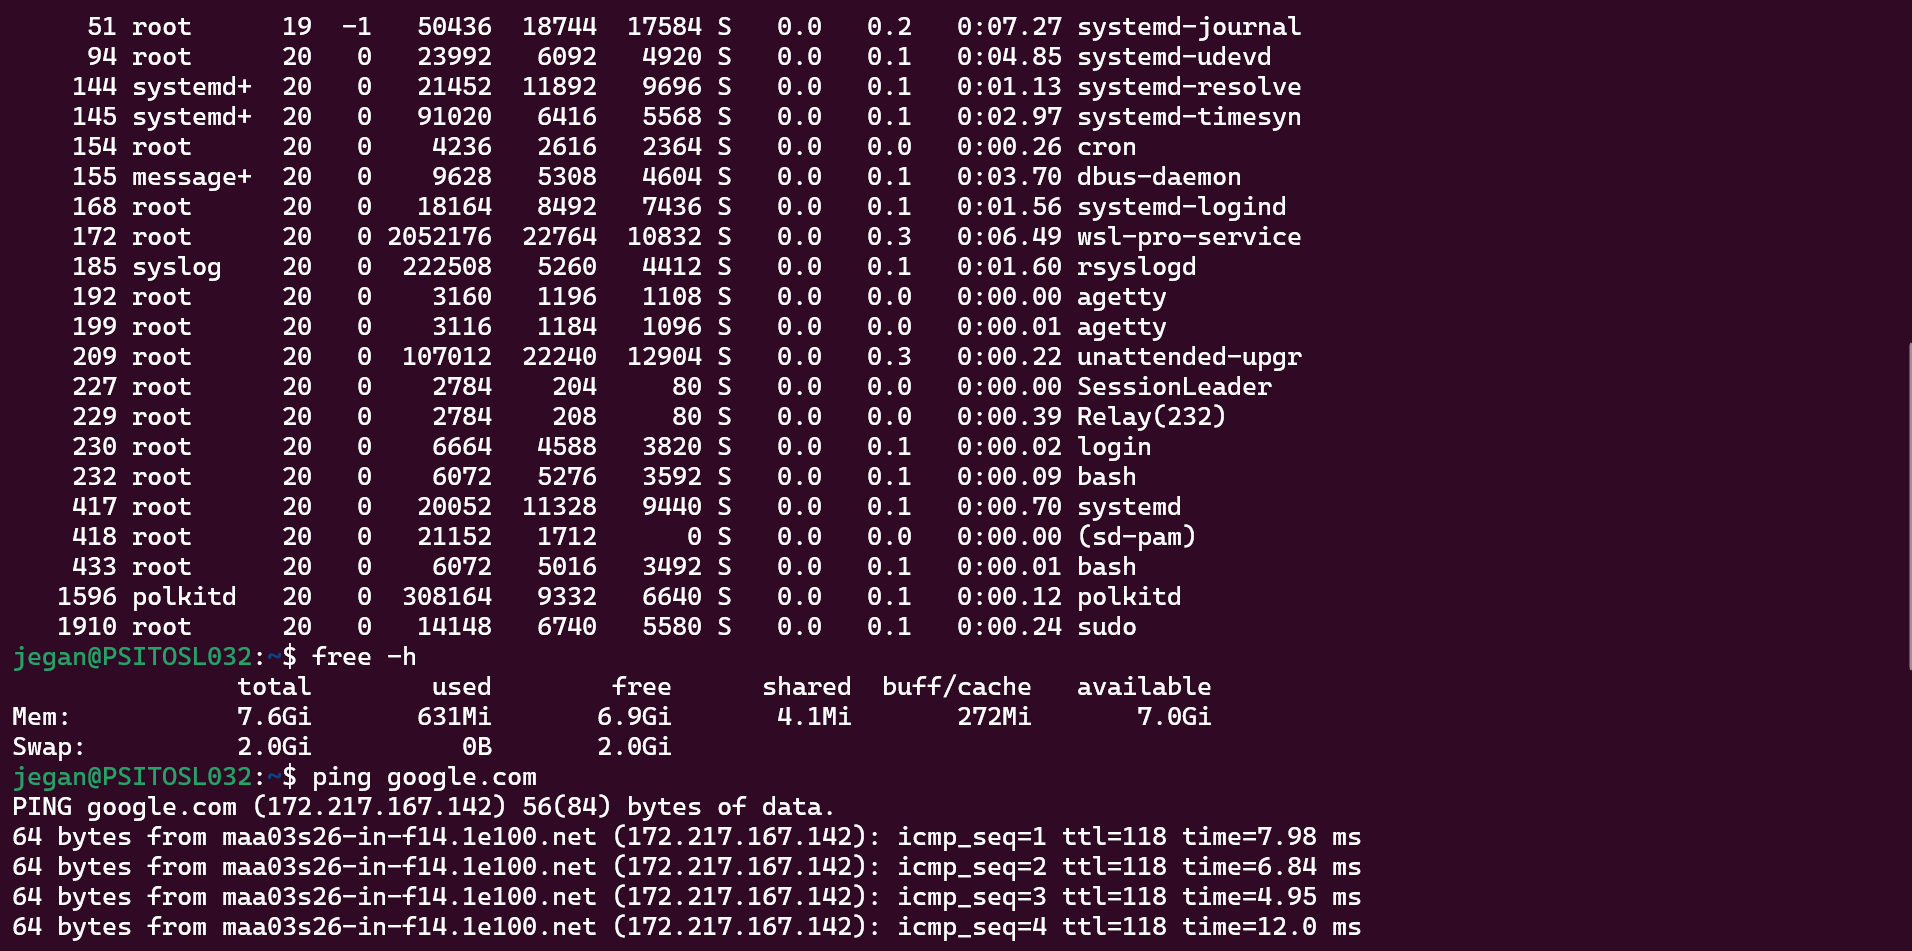 51 root 19 -1 50436 18744 17584 S 0.0 0.2 0:07.27 systemd-journal
94 root 20 0 23992 6092 4920 S 0.0 0.1 0:04.85 systemd-udevd
144 systemd+ 20 0 21452 11892 9696 S 0.0 0.1 0:01.13 systemd-resolve
145 systemd+ 20 0 91020 6416 5568 S 0.0 0.1 0:02.97 systemd-timesyn
154 root 20 0 4236 2616 2364 S 0.0 0.0 0:00.26 cron
155 message+ 20 0 9628 5308 4604 S 0.0 0.1 0:03.70 dbus-daemon
168 root 20 0 18164 8492 7436 S 0.0 0.1 0:01.56 systemd-logind
172 root 20 0 2052176 22764 10832 S 0.0 0.3 0:06.49 wsl-pro-service
185 syslog 20 0 222508 5260 4412 S 0.0 0.1 0:01.60 rsyslogd
192 root 20 0 3160 1196 1108 S 0.0 0.0 0:00.00 agetty
199 root 20 0 3116 1184 1096 S 0.0 0.0 0:00.01 agetty
209 root 20 0 107012 22240 12904 S 0.0 0.3 0:00.22 unattended-upgr
227 root 20 0 2784 204 80 S 0.0 0.0 0:00.00 SessionLeader
229 root 20 0 2784 208 80 S 0.0 0.0 0:00.39 Relay(232)
230 root 20 0 6664 4588 3820 S 0.0 0.1 0:00.02 login
232 root 20 0 6072 5276 3592 S 0.0 0.1 0:00.09 bash
417 root 20 0 20052 11328 9440 S 0.0 0.1 0:00.70 systemd
418 root 20 0 21152 1712 0 S 0.0 0.0 0:00.00 (sd-pam)
433 root 20 0 6072 5016 3492 S 0.0 0.1 0:00.01 bash
1596 polkitd 20 0 308164 9332 6640 S 0.0 0.1 0:00.12 polkitd
1910 root 20 0 14148 6740 5580 S 0.0 0.1 0:00.24 sudo
jegan@PSITOSL032:~$ free -h
total used free shared buff/cache available
Mem: 7.6Gi 631Mi 6.9Gi 4.1Mi 272Mi 7.0Gi
Swap: 2.0Gi 0B 2.0Gi
jegan@PSITOSL032:~$ ping google.com
PING google.com (172.217.167.142) 56(84) bytes of data.
64 bytes from maa03s26-in-f14.1e100.net (172.217.167.142): icmp_seq=1 ttl=118 time=7.98 ms
64 bytes from maa03s26-in-f14.1e100.net (172.217.167.142): icmp_seq=2 ttl=118 time=6.84 ms
64 bytes from maa03s26-in-f14.1e100.net (172.217.167.142): icmp_seq=3 ttl=118 time=4.95 ms
64 bytes from maa03s26-in-f14.1e100.net (172.217.167.142): icmp_seq=4 ttl=118 time=12.0 ms